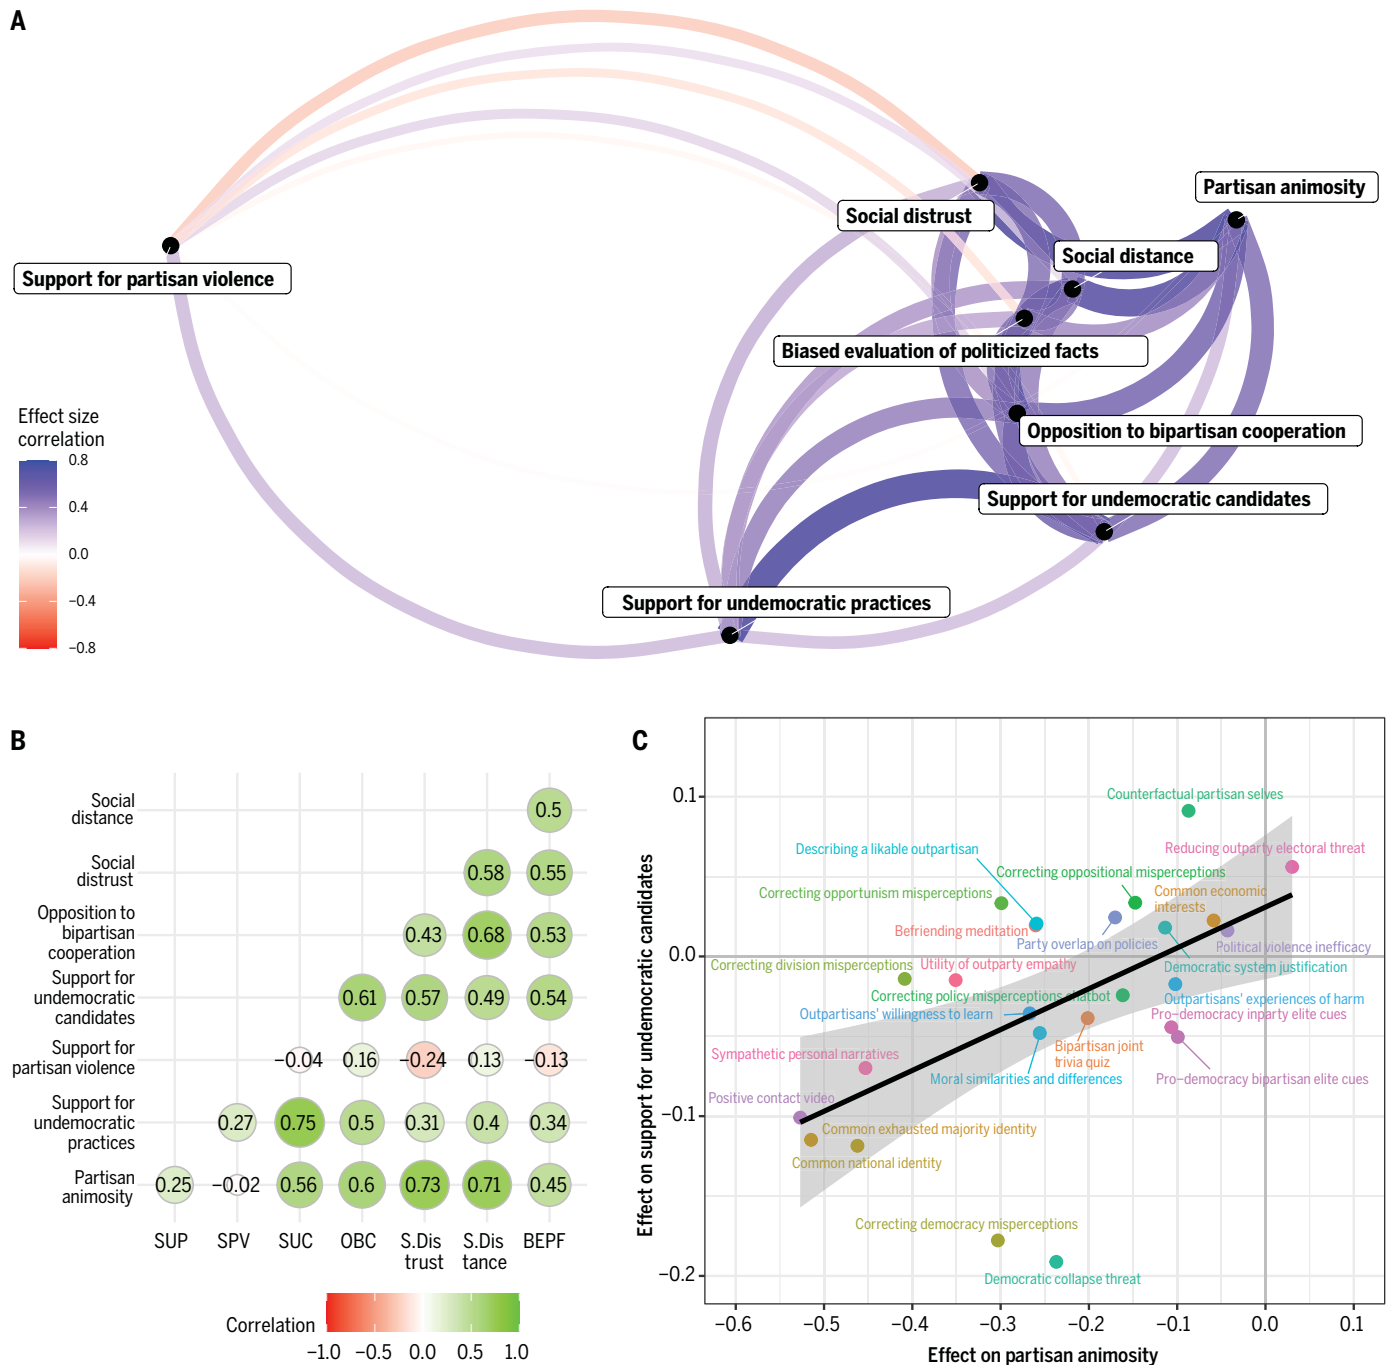 A
Partisan animosity
Social distrust
Social distance
Support for partisan violence
Biased evaluation of politicized facts
Opposition to bipartisan cooperation
Support for undemocratic candidates
Support for undemocratic practices
Effect size
correlation
0.8
0.4
0.0
−0.4
−0.8
B
Social
distance
0.5
Social
distrust
0.58
0.55
Opposition to
bipartisan
cooperation
0.43
0.68
0.53
Support for
undemocratic
candidates
0.61
0.57
0.49
0.54
Support for
partisan violence
−0.04
0.16
−0.24
0.13
−0.13
Support for
undemocratic
practices
0.27
0.75
0.5
0.31
0.4
0.34
Partisan
animosity
0.25
−0.02
0.56
0.6
0.73
0.71
0.45
SUP
SPV
SUC
OBC
S.Dis
trust
S.Dis
tance
BEPF
Correlation
−1.0
−0.5
0.0
0.5
1.0
C
Effect on support for undemocratic candidates
0.1
0.0
−0.1
−0.2
Counterfactual partisan selves
Describing a likable outpartisan
Reducing outparty electoral threat
Correcting oppositional misperceptions
Correcting opportunism misperceptions
Common economic
interests
Befriending meditation
Party overlap on policies
Political violence inefficacy
Correcting division misperceptions
Utility of outparty empathy
Democratic system justification
Correcting policy misperceptions chatbot
Outpartisans' experiences of harm
Outpartisans' willingness to learn
Pro−democracy inparty elite cues
Bipartisan joint
trivia quiz
Sympathetic personal narratives
Moral similarities and differences
Pro−democracy bipartisan elite cues
Positive contact video
Common exhausted majority identity
Common national identity
Correcting democracy misperceptions
Democratic collapse threat
−0.6
−0.5
−0.4
−0.3
−0.2
−0.1
0.0
0.1
Effect on partisan animosity